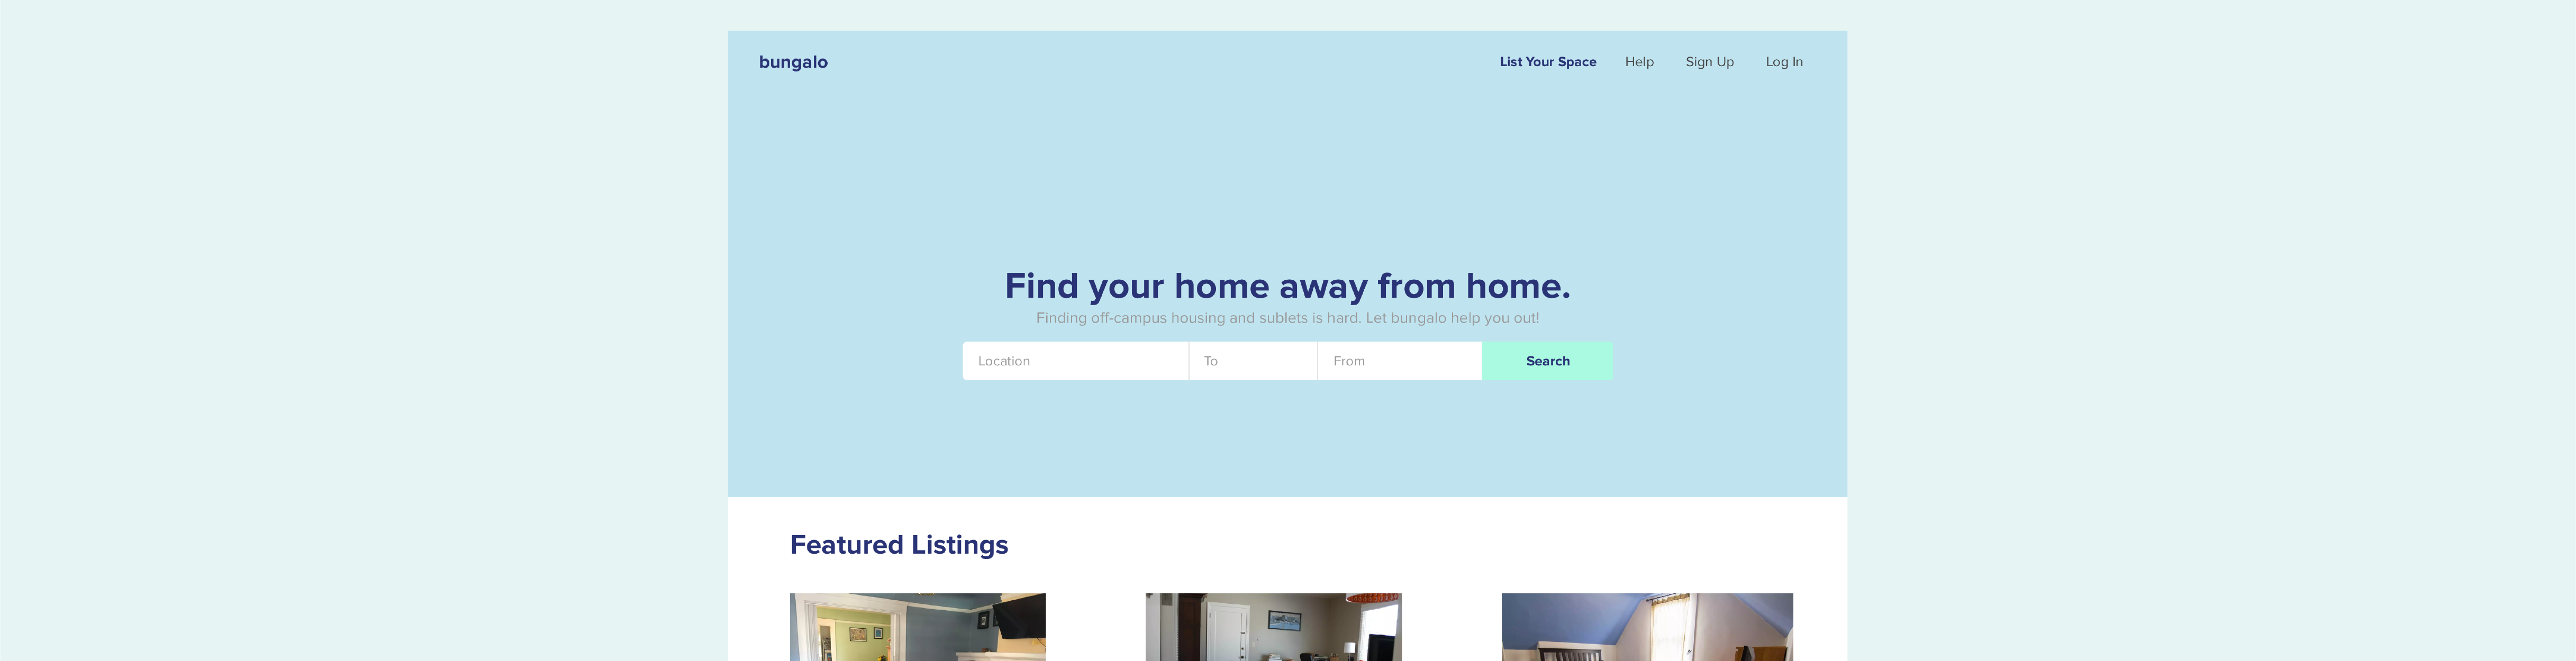 bungalo
List Your Space Help Sign Up Log In
Find your home away from home.
Finding off-campus housing and sublets is hard. Let bungalo help you out!
Location To From Search
Featured Listings